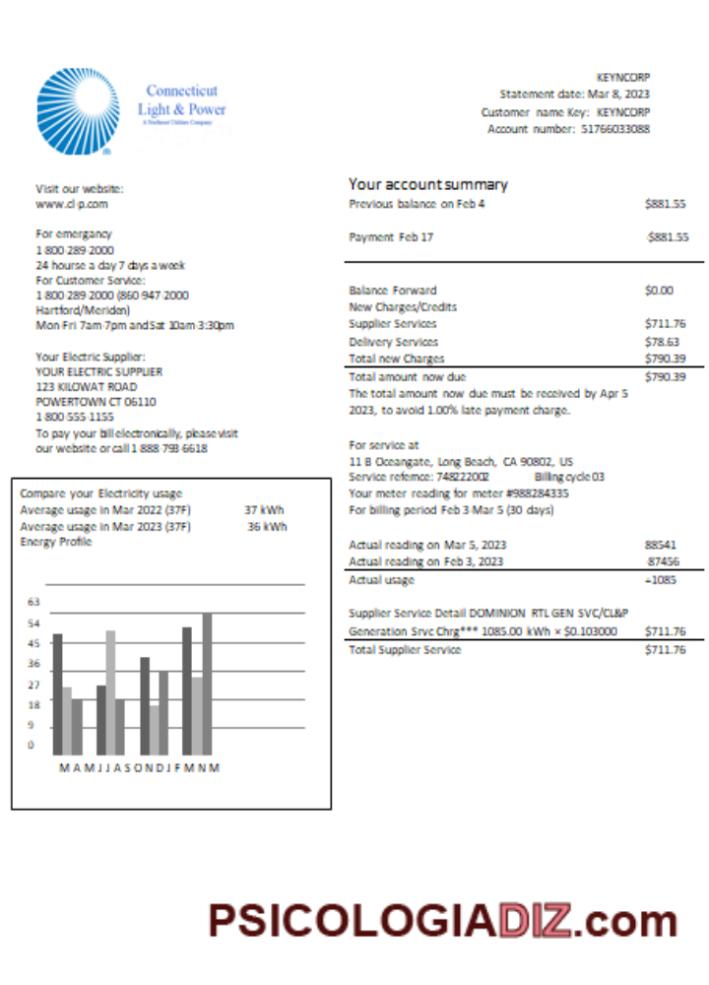 Connecticut
Light & Power
A Northeast Utilities Company
KEYNCORP
Statement date: Mar 8, 2023
Customer name Key: KEYNCORP
Account number: 51766033088
Visit our website:
www.cl-p.com
For emergancy
1 800 289 2000
24 hourse a day 7 days a week
For Customer Service:
1 800 289 2000 (860 947 2000
Hartford/Meriden)
Mon Fri 7am 7pm and Sat 10am 3:30pm
Your Electric Supplier:
YOUR ELECTRIC SUPPLIER
123 KILOWAT ROAD
POWERTOWN CT 06110
1 800 555 1155
To pay your bill electronically, please visit
our website or call 1 888 793 6618
Your account summary
Previous balance on Feb 4 $881.55
Payment Feb 17 -$881.55
Balance Forward $0.00
New Charges/Credits
Supplier Services $711.76
Delivery Services $78.63
Total new Charges $790.39
Total amount now due $790.39
The total amount now due must be received by Apr 5
2023, to avoid 1.00% late payment charge.
For service at
11 B Oceangate, Long Beach, CA 90802, US
Service refernce: 748222002 Billing cycle 03
Your meter reading for meter #988284335
For billing period Feb 3 Mar 5 (30 days)
Actual reading on Mar 5, 2023 88541
Actual reading on Feb 3, 2023 87456
Actual usage =1085
Supplier Service Detail DOMINION RTL GEN SVC/CL&P
Generation Srvc Chrg*** 1085.00 kWh × $0.103000 $711.76
Total Supplier Service $711.76
Compare your Electricity usage
Average usage in Mar 2022 (37F) 37 kWh
Average usage in Mar 2023 (37F) 36 kWh
Energy Profile
63
54
45
36
27
18
9
0
M A M J J A S O N D J F M N M
PSICOLOGIADIZ.com